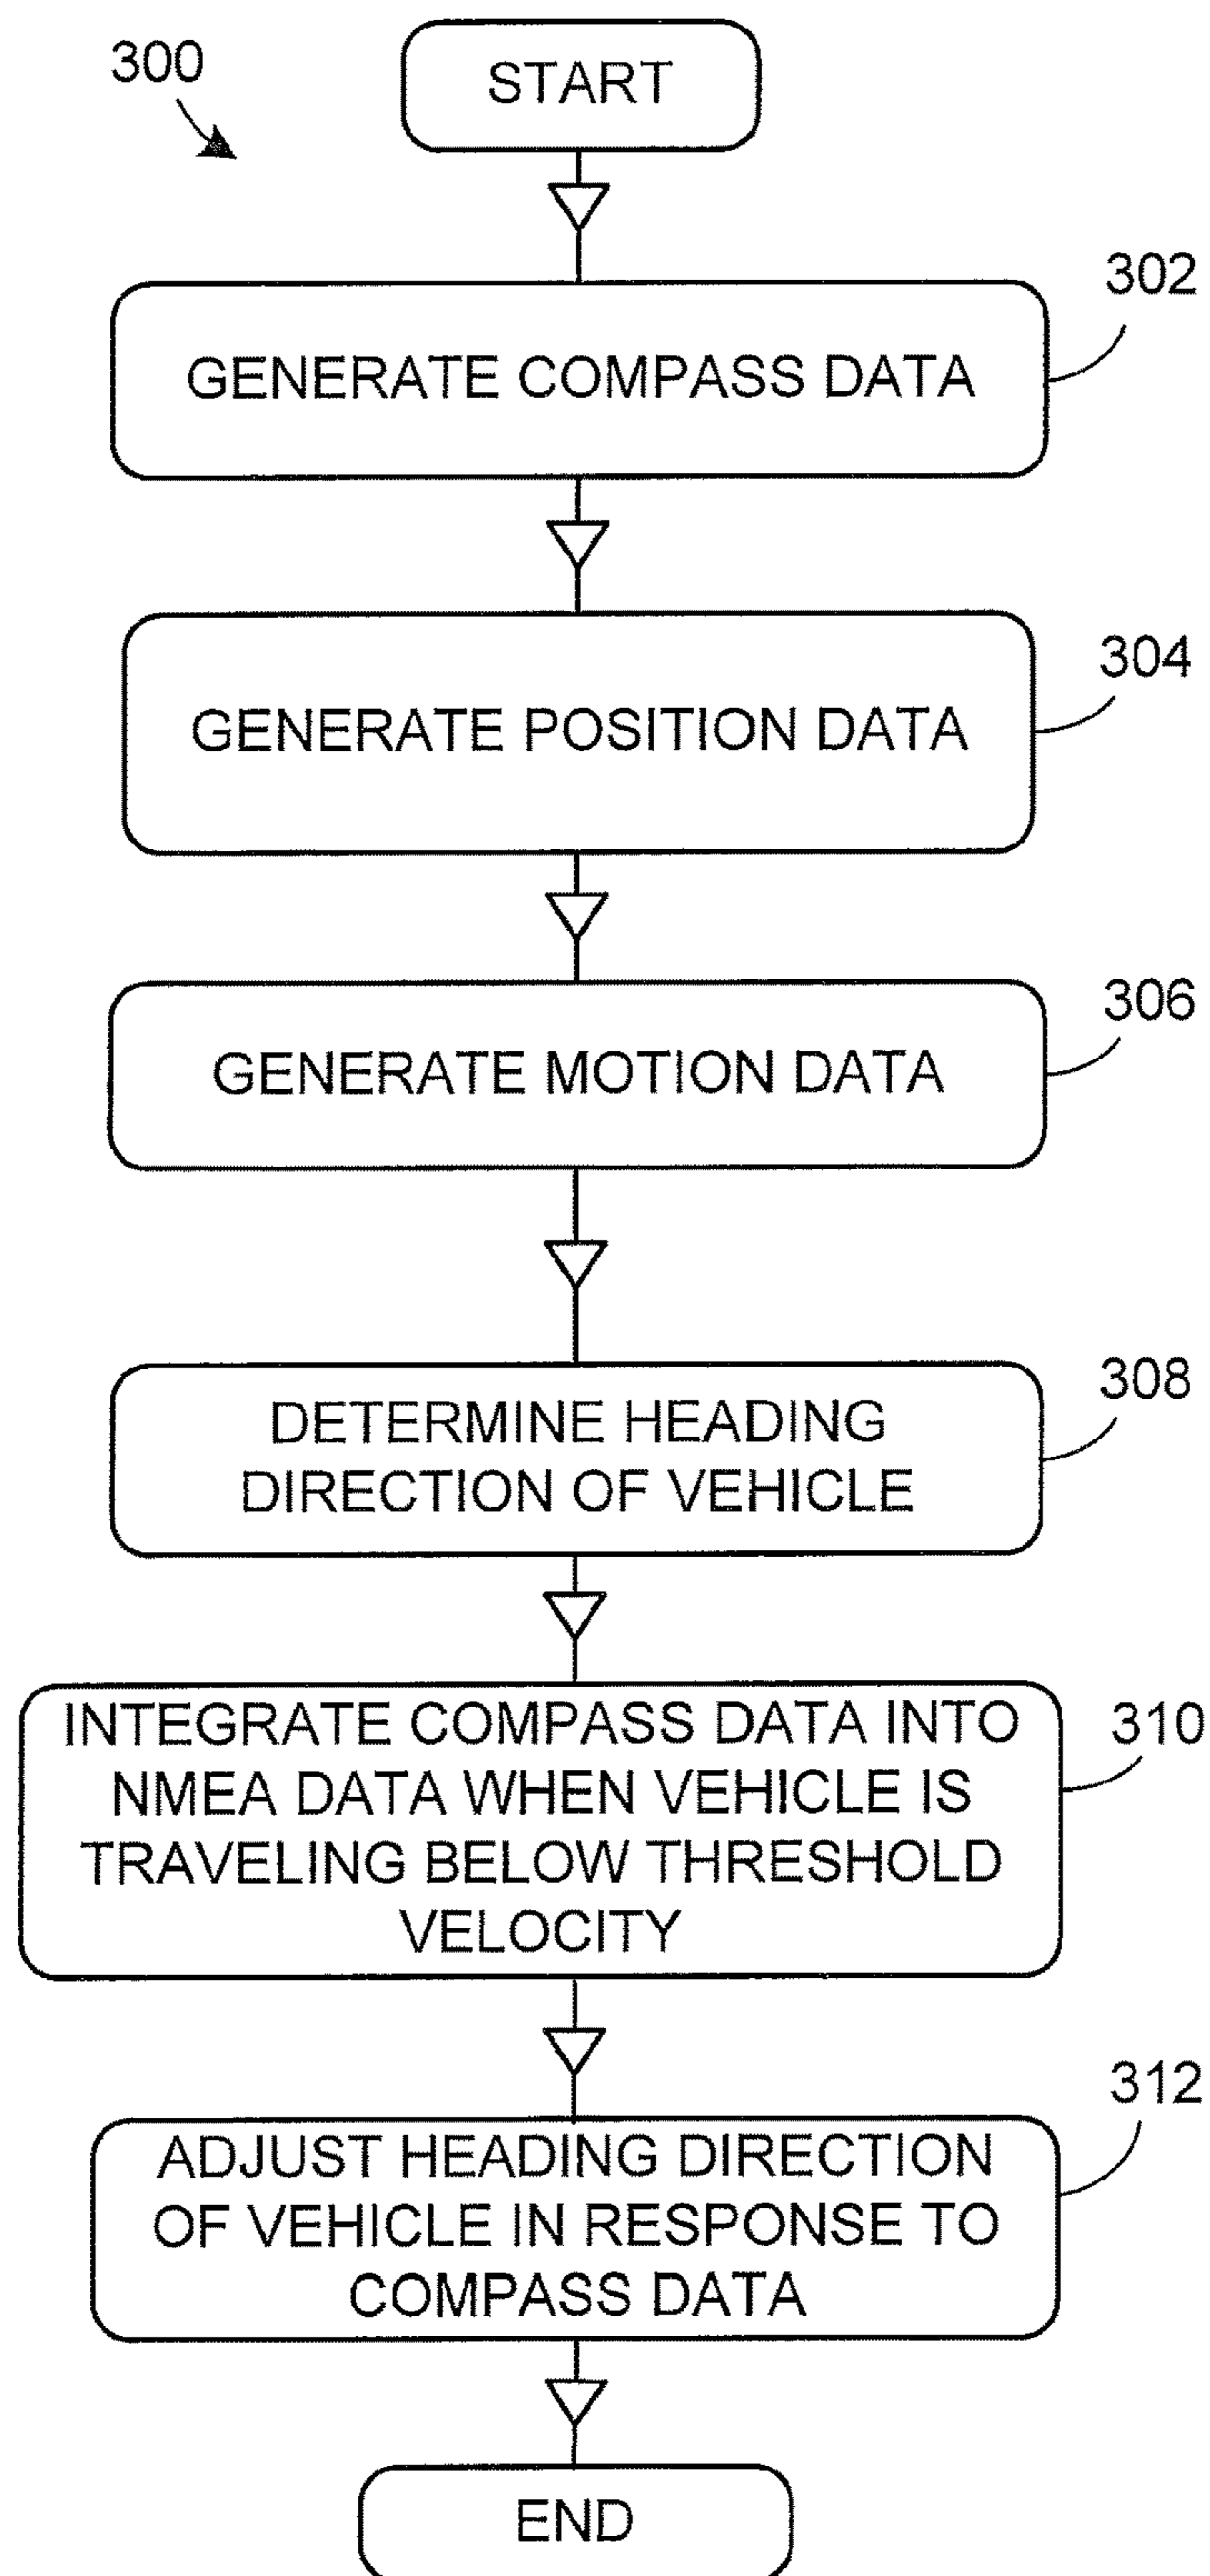 300
START
302
GENERATE COMPASS DATA
304
GENERATE POSITION DATA
306
GENERATE MOTION DATA
308
DETERMINE HEADING
DIRECTION OF VEHICLE
310
INTEGRATE COMPASS DATA INTO
NMEA DATA WHEN VEHICLE IS
TRAVELING BELOW THRESHOLD
VELOCITY
312
ADJUST HEADING DIRECTION
OF VEHICLE IN RESPONSE TO
COMPASS DATA
END